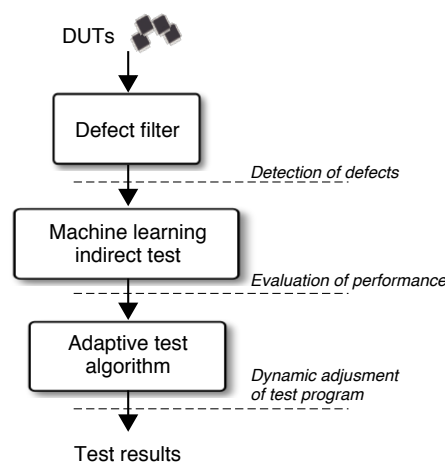 DUTs
Defect filter
Detection of defects
Machine learning
indirect test
Evaluation of performance
Adaptive test
algorithm
Dynamic adjusment
of test program
Test results